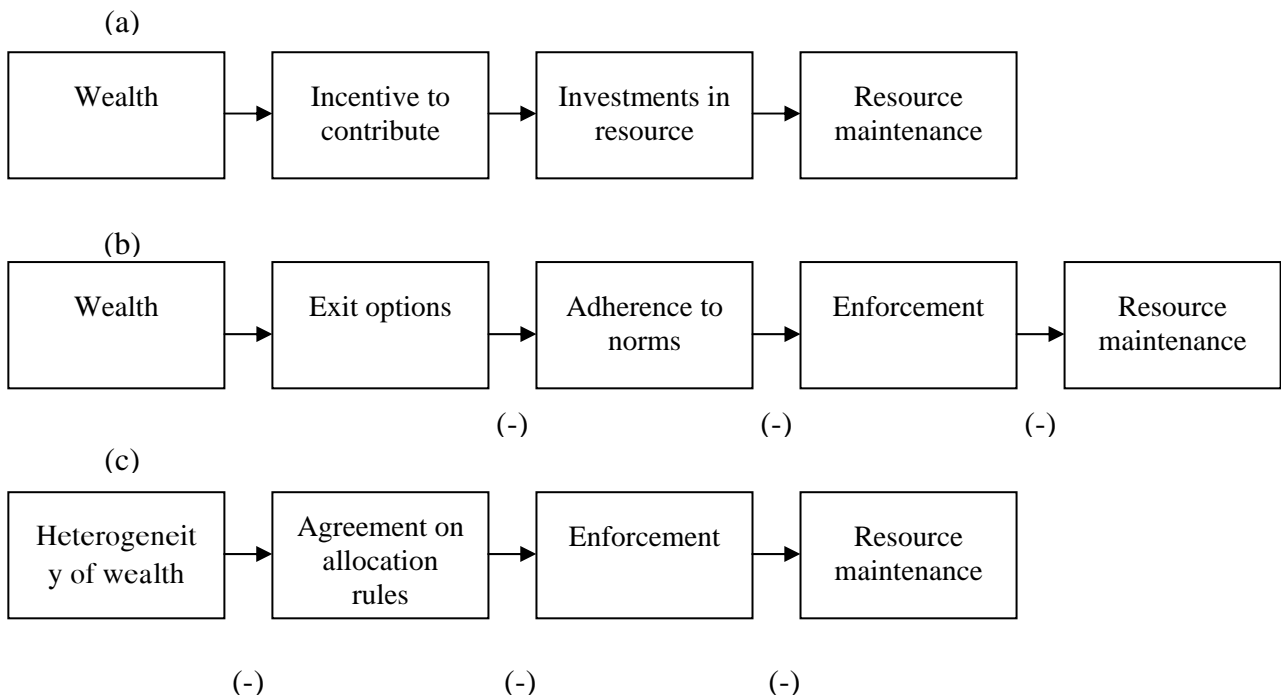 (a)
Wealth
Incentive to
contribute
Investments in
resource
Resource
maintenance
(b)
Wealth
Exit options
Adherence to
norms
Enforcement
Resource
maintenance
(-) (-) (-)
(c)
Heterogeneit
y of wealth
Agreement on
allocation
rules
Enforcement
Resource
maintenance
(-) (-) (-)